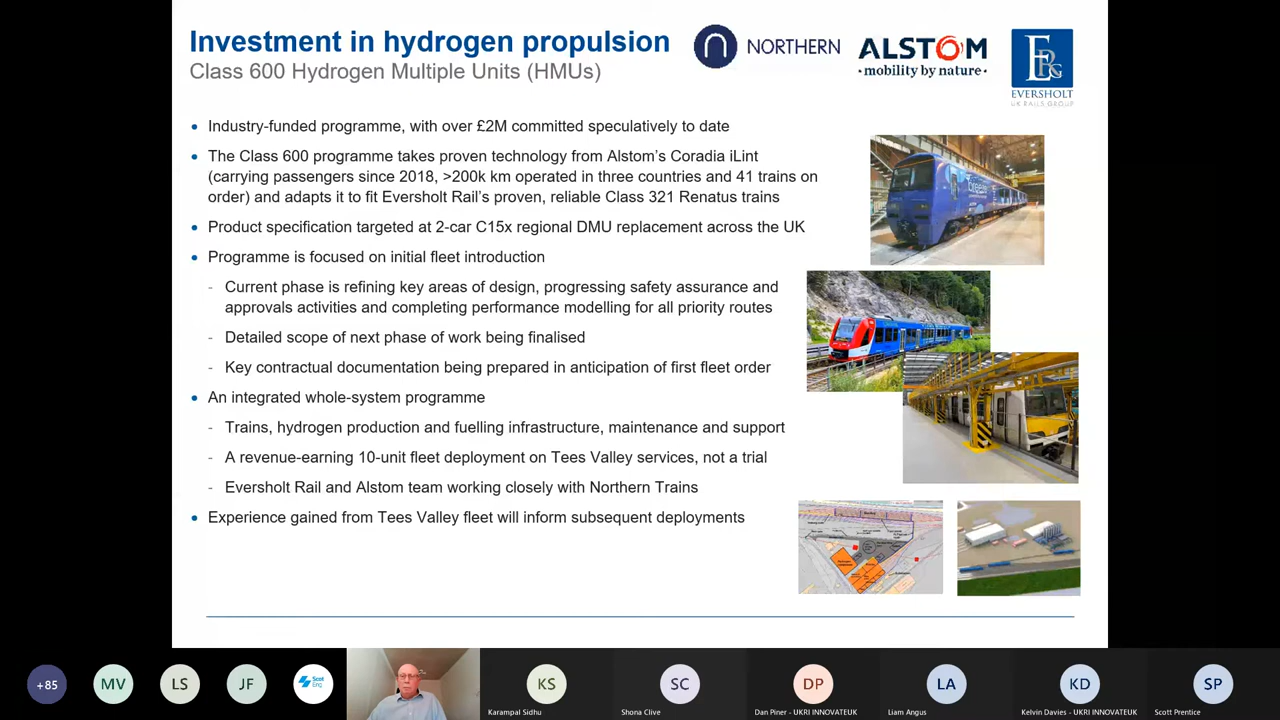 Investment in hydrogen propulsion
Class 600 Hydrogen Multiple Units (HMUs)
NORTHERN
ALSTOM
• mobility by nature •
EVERSHOLT
UK RAILS GROUP
• Industry-funded programme, with over £2M committed speculatively to date
• The Class 600 programme takes proven technology from Alstom's Coradia iLint
(carrying passengers since 2018, >200k km operated in three countries and 41 trains on
order) and adapts it to fit Eversholt Rail's proven, reliable Class 321 Renatus trains
• Product specification targeted at 2-car C15x regional DMU replacement across the UK
• Programme is focused on initial fleet introduction
- Current phase is refining key areas of design, progressing safety assurance and
approvals activities and completing performance modelling for all priority routes
- Detailed scope of next phase of work being finalised
- Key contractual documentation being prepared in anticipation of first fleet order
• An integrated whole-system programme
- Trains, hydrogen production and fuelling infrastructure, maintenance and support
- A revenue-earning 10-unit fleet deployment on Tees Valley services, not a trial
- Eversholt Rail and Alstom team working closely with Northern Trains
• Experience gained from Tees Valley fleet will inform subsequent deployments
breeze
+85
MV
LS
JF
Scot
Eng
KS
SC
DP
LA
KD
SP
Karampal Sidhu
Shona Clive
Dan Piner - UKRI INNOVATEUK
Liam Angus
Kelvin Davies - UKRI INNOVATEUK
Scott Prentice